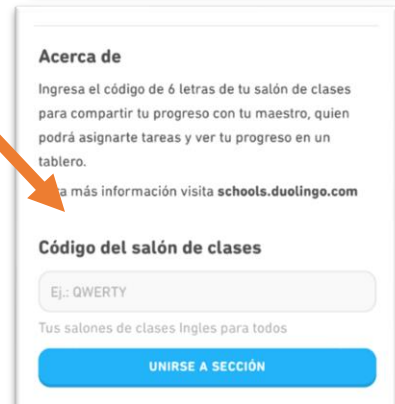 Acerca de
Ingresa el código de 6 letras de tu salón de clases
para compartir tu progreso con tu maestro, quien
podrá asignarte tareas y ver tu progreso en un
tablero.
más información visita schools.duolingo.com
Código del salón de clases
Ej.: QWERTY
Tus salones de clases Ingles para todos
UNIRSE A SECCIÓN